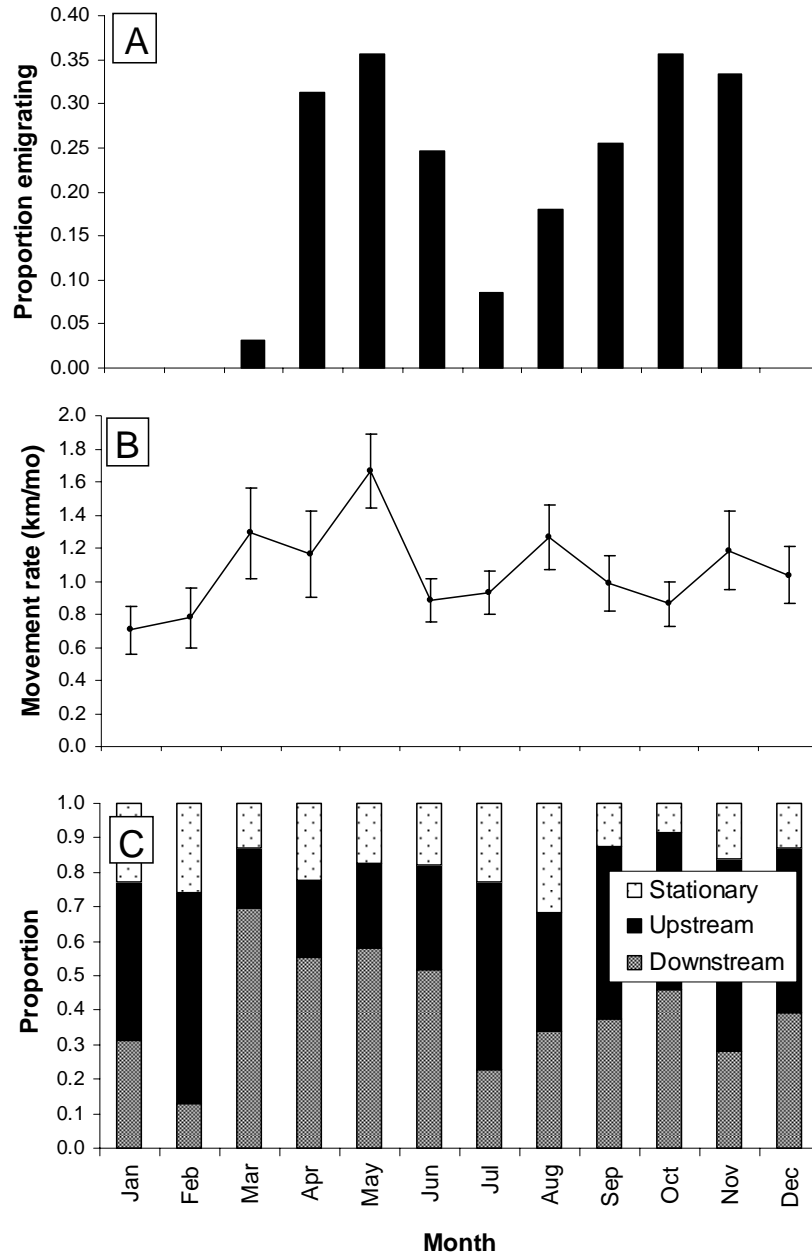 A
Proportion emigrating
0.40
0.35
0.30
0.25
0.20
0.15
0.10
0.05
0.00
B
Movement rate (km/mo)
2.0
1.8
1.6
1.4
1.2
1.0
0.8
0.6
0.4
0.2
0.0
C
Proportion
1.0
0.9
0.8
0.7
0.6
0.5
0.4
0.3
0.2
0.1
0.0
Stationary
Upstream
Downstream
Jan
Feb
Mar
Apr
May
Jun
Jul
Aug
Sep
Oct
Nov
Dec
Month